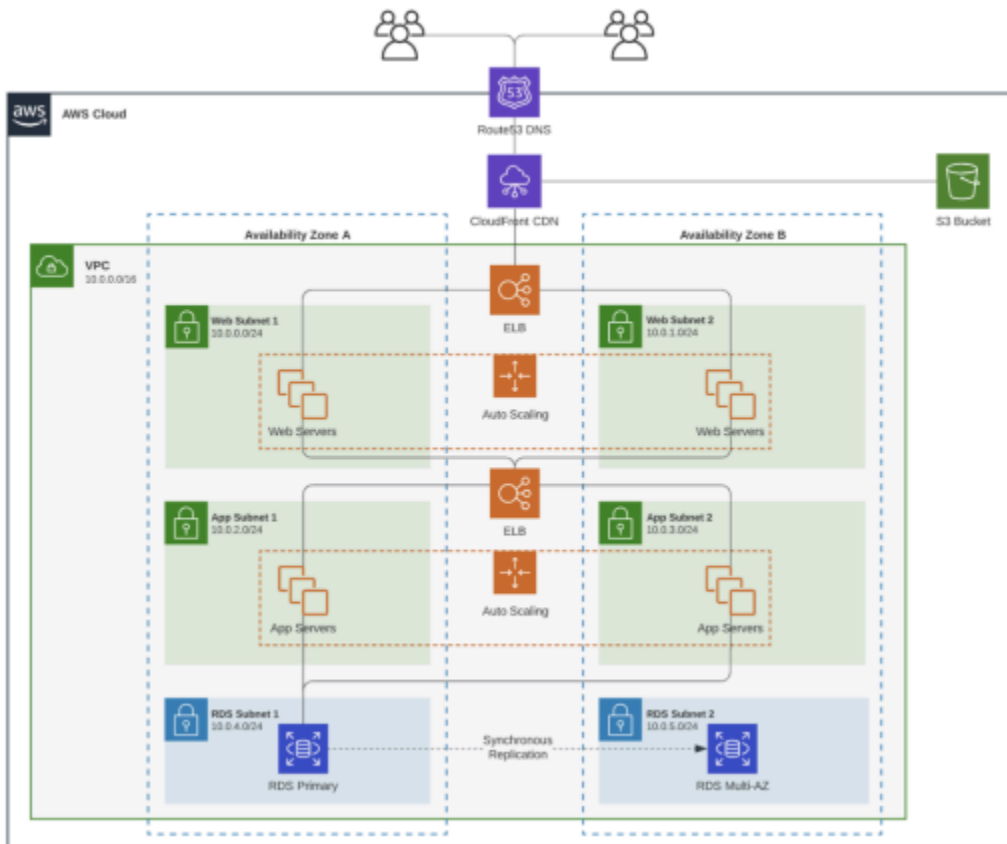 53
Route53 DNS
aws
AWS Cloud
CloudFront CDN
S3 Bucket
Availability Zone A
Availability Zone B
VPC
10.0.0.0/16
ELB
Web Subnet 1
10.0.0.0/24
Web Subnet 2
10.0.1.0/24
Auto Scaling
Web Servers
Web Servers
ELB
App Subnet 1
10.0.2.0/24
App Subnet 2
10.0.3.0/24
Auto Scaling
App Servers
App Servers
RDS Subnet 1
10.0.4.0/24
RDS Subnet 2
10.0.5.0/24
Synchronous
Replication
RDS Primary
RDS Multi-AZ